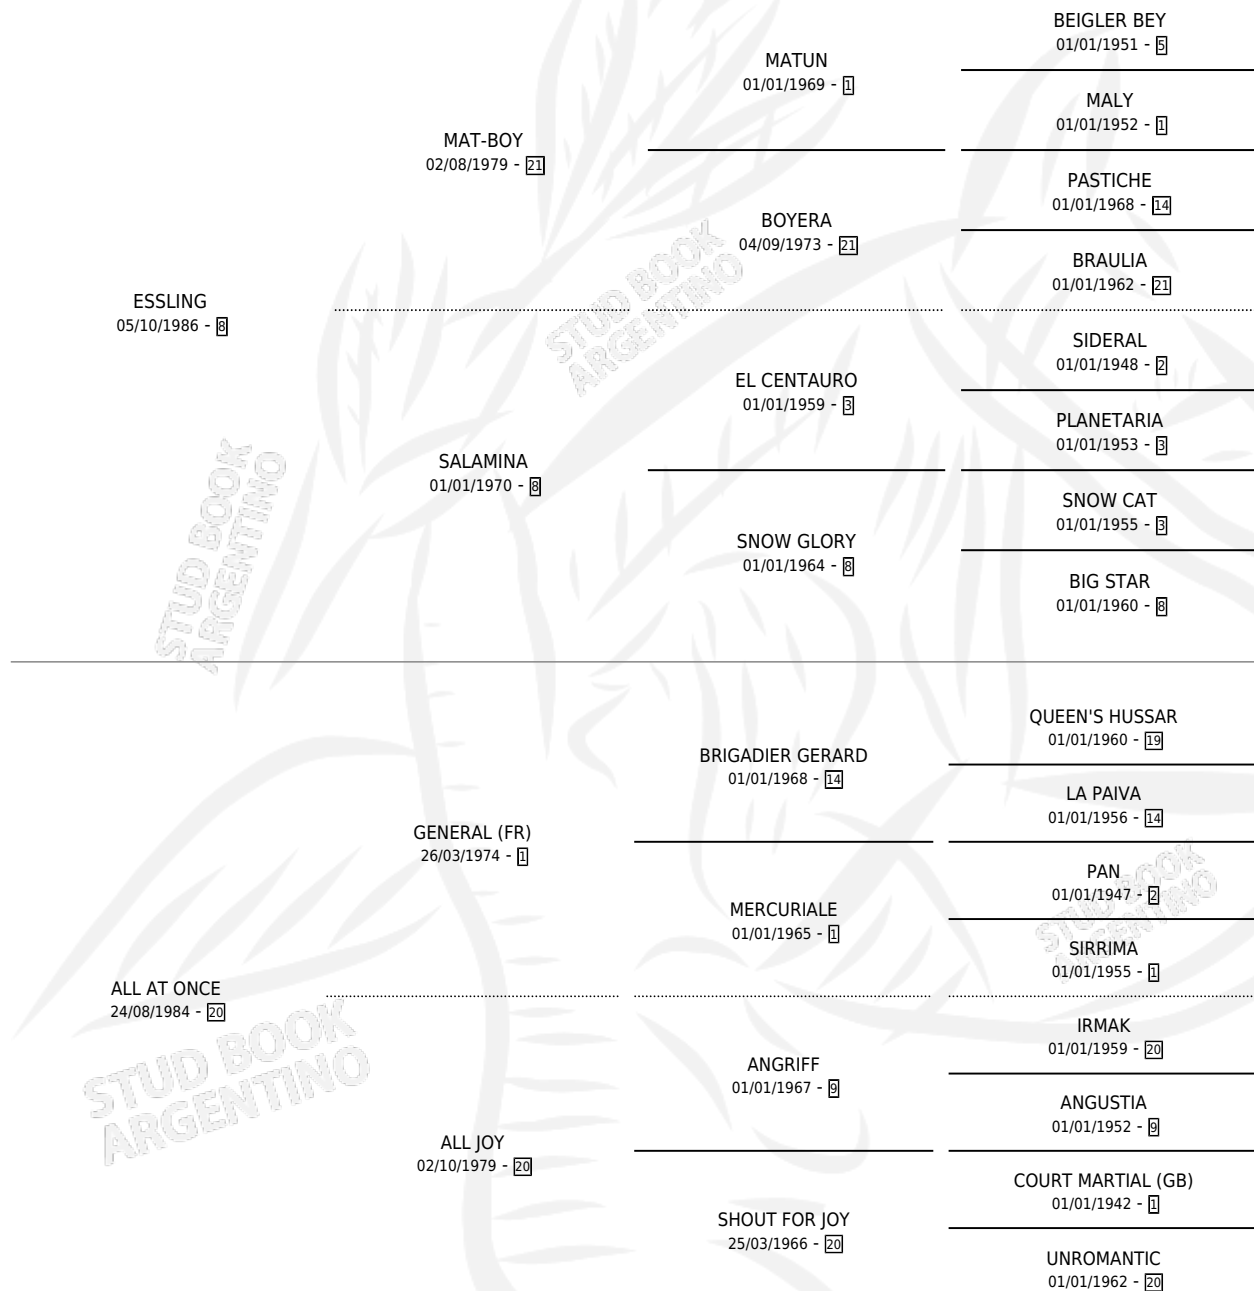 BEIGLER BEY
01/01/1951 - 5
MATUN
01/01/1969 - 1
MALY
01/01/1952 - 1
MAT-BOY
02/08/1979 - 21
PASTICHE
01/01/1968 - 14
BOYERA
04/09/1973 - 21
BRAULIA
01/01/1962 - 21
ESSLING
05/10/1986 - 8
SIDERAL
01/01/1948 - 2
EL CENTAURO
01/01/1959 - 3
PLANETARIA
01/01/1953 - 3
SALAMINA
01/01/1970 - 8
SNOW CAT
01/01/1955 - 3
SNOW GLORY
01/01/1964 - 8
BIG STAR
01/01/1960 - 8
QUEEN'S HUSSAR
01/01/1960 - 19
BRIGADIER GERARD
01/01/1968 - 14
LA PAIVA
01/01/1956 - 14
GENERAL (FR)
26/03/1974 - 1
PAN
01/01/1947 - 2
MERCURIALE
01/01/1965 - 1
SIRRIMA
01/01/1955 - 1
ALL AT ONCE
24/08/1984 - 20
IRMAK
01/01/1959 - 20
ANGRIFF
01/01/1967 - 9
ANGUSTIA
01/01/1952 - 9
ALL JOY
02/10/1979 - 20
COURT MARTIAL (GB)
01/01/1942 - 1
SHOUT FOR JOY
25/03/1966 - 20
UNROMANTIC
01/01/1962 - 20
STUD BOOK
ARGENTINO
STUD BOOK
ARGENTINO
STUD BOOK
ARGENTINO
STUD BOOK
ARGENTINO